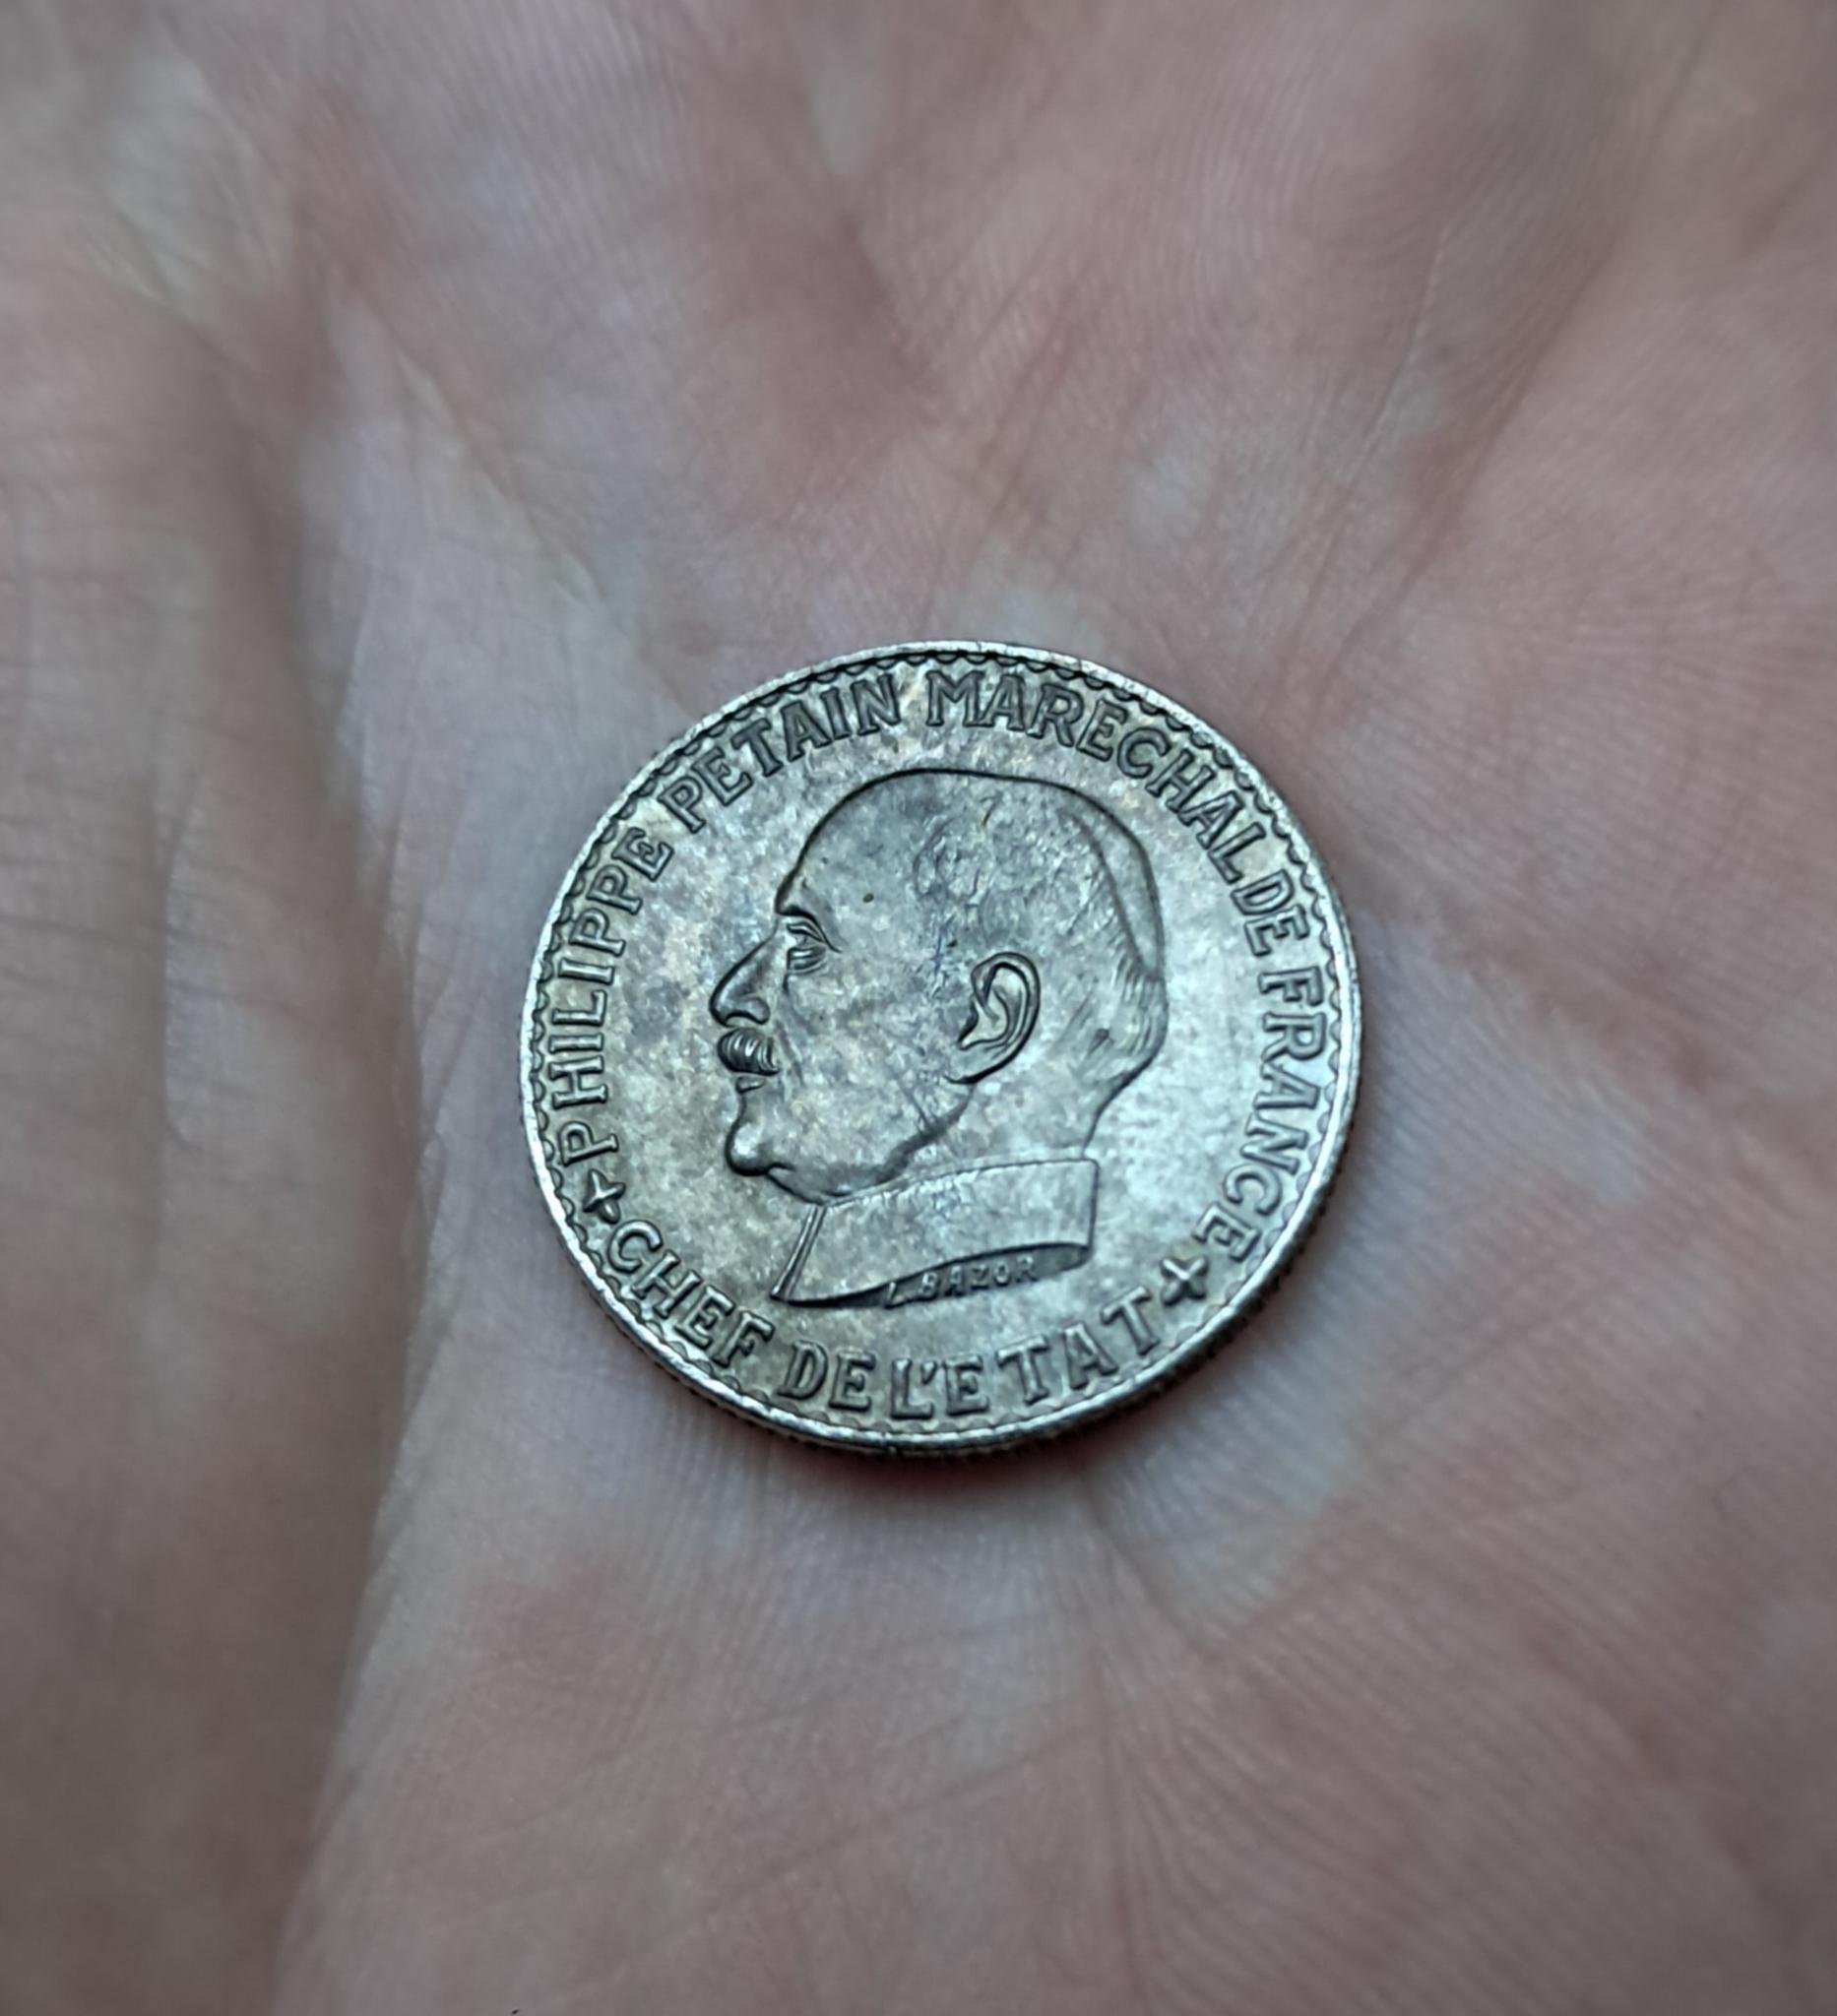 PHILIPPE PETAIN MARECHAL DE FRANCE
CHEF DE L'ETAT
L. BAZOR